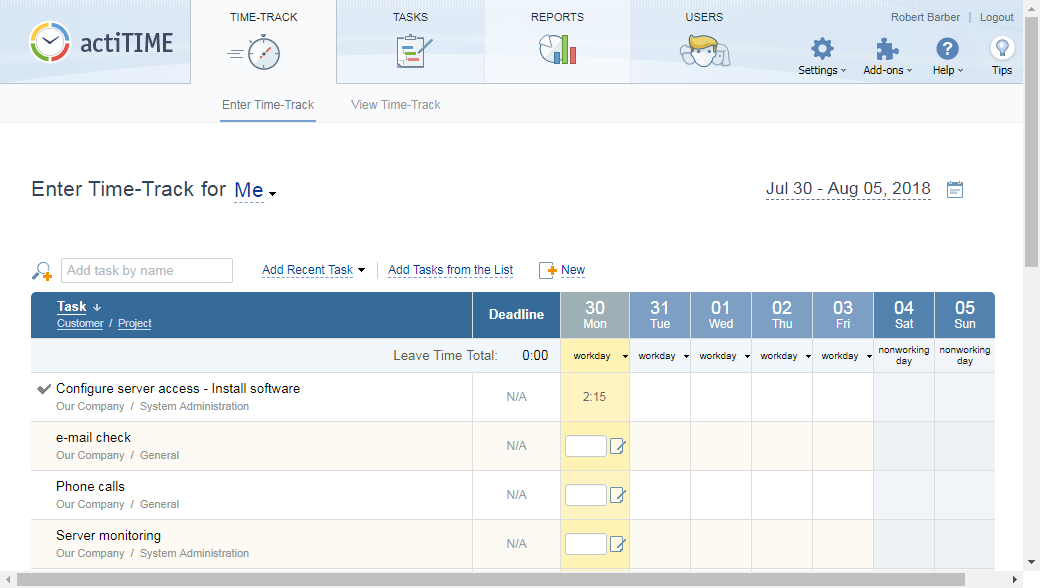 actiTIME
TIME-TRACK
TASKS
REPORTS
USERS
Robert Barber | Logout
Settings
Add-ons
? Help
Tips
Enter Time-Track
View Time-Track
Enter Time-Track for Me
Jul 30 - Aug 05, 2018
Add task by name
Add Recent Task
Add Tasks from the List
New
Task ↓
Customer / Project
Deadline
30 Mon
31 Tue
01 Wed
02 Thu
03 Fri
04 Sat
05 Sun
Leave Time Total: 0:00
workday
workday
workday
workday
workday
nonworking day
nonworking day
Configure server access - Install software
Our Company / System Administration
N/A
2:15
e-mail check
Our Company / General
N/A
Phone calls
Our Company / General
N/A
Server monitoring
Our Company / System Administration
N/A